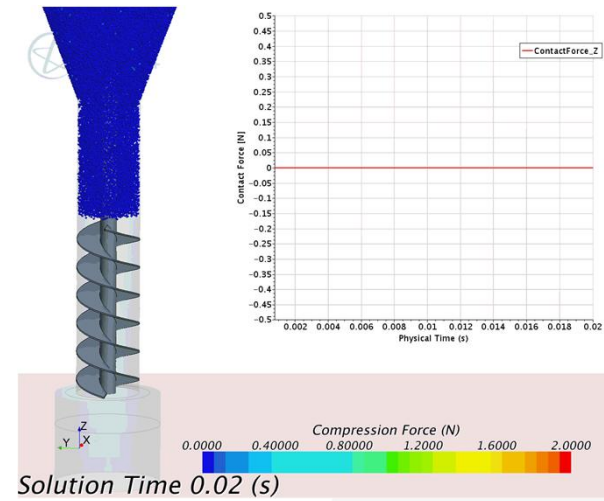 0.5
0.45
0.4
0.35
0.3
0.25
0.2
0.15
0.1
0.05
0
-0.05
-0.1
-0.15
-0.2
-0.25
-0.3
-0.35
-0.4
-0.45
-0.5
Contact Force [N]
ContactForce_Z
0.002 0.004 0.006 0.008 0.01 0.012 0.014 0.016 0.018 0.02
Physical Time (s)
Z
Y X
Compression Force (N)
0.0000 0.40000 0.80000 1.2000 1.6000 2.0000
Solution Time 0.02 (s)